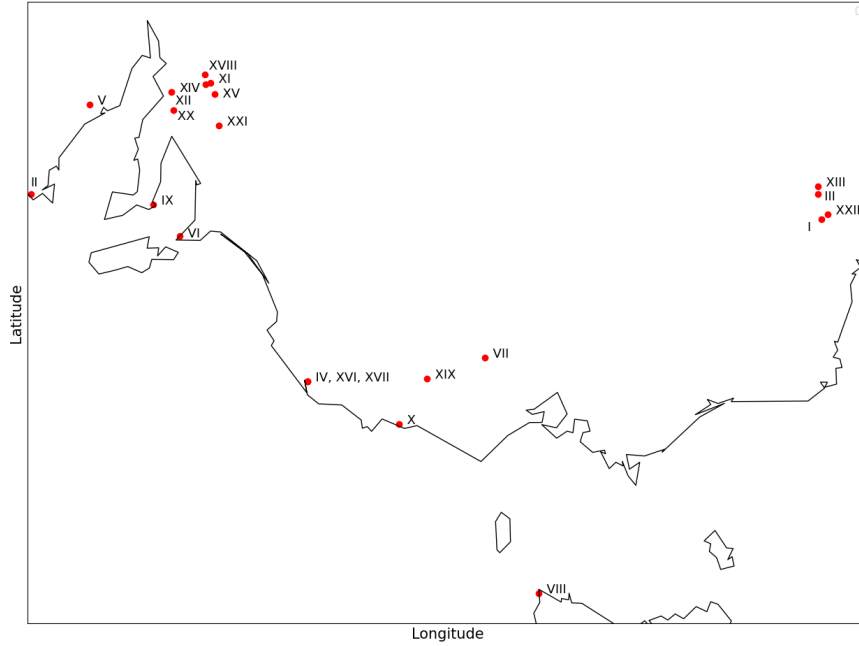 XVIII
XI
XIV
XV
V
XII
XX
XXI
II
XIII
III
IX
XXII
I
VI
VII
XIX
IV, XVI, XVII
X
VIII
Latitude
Longitude